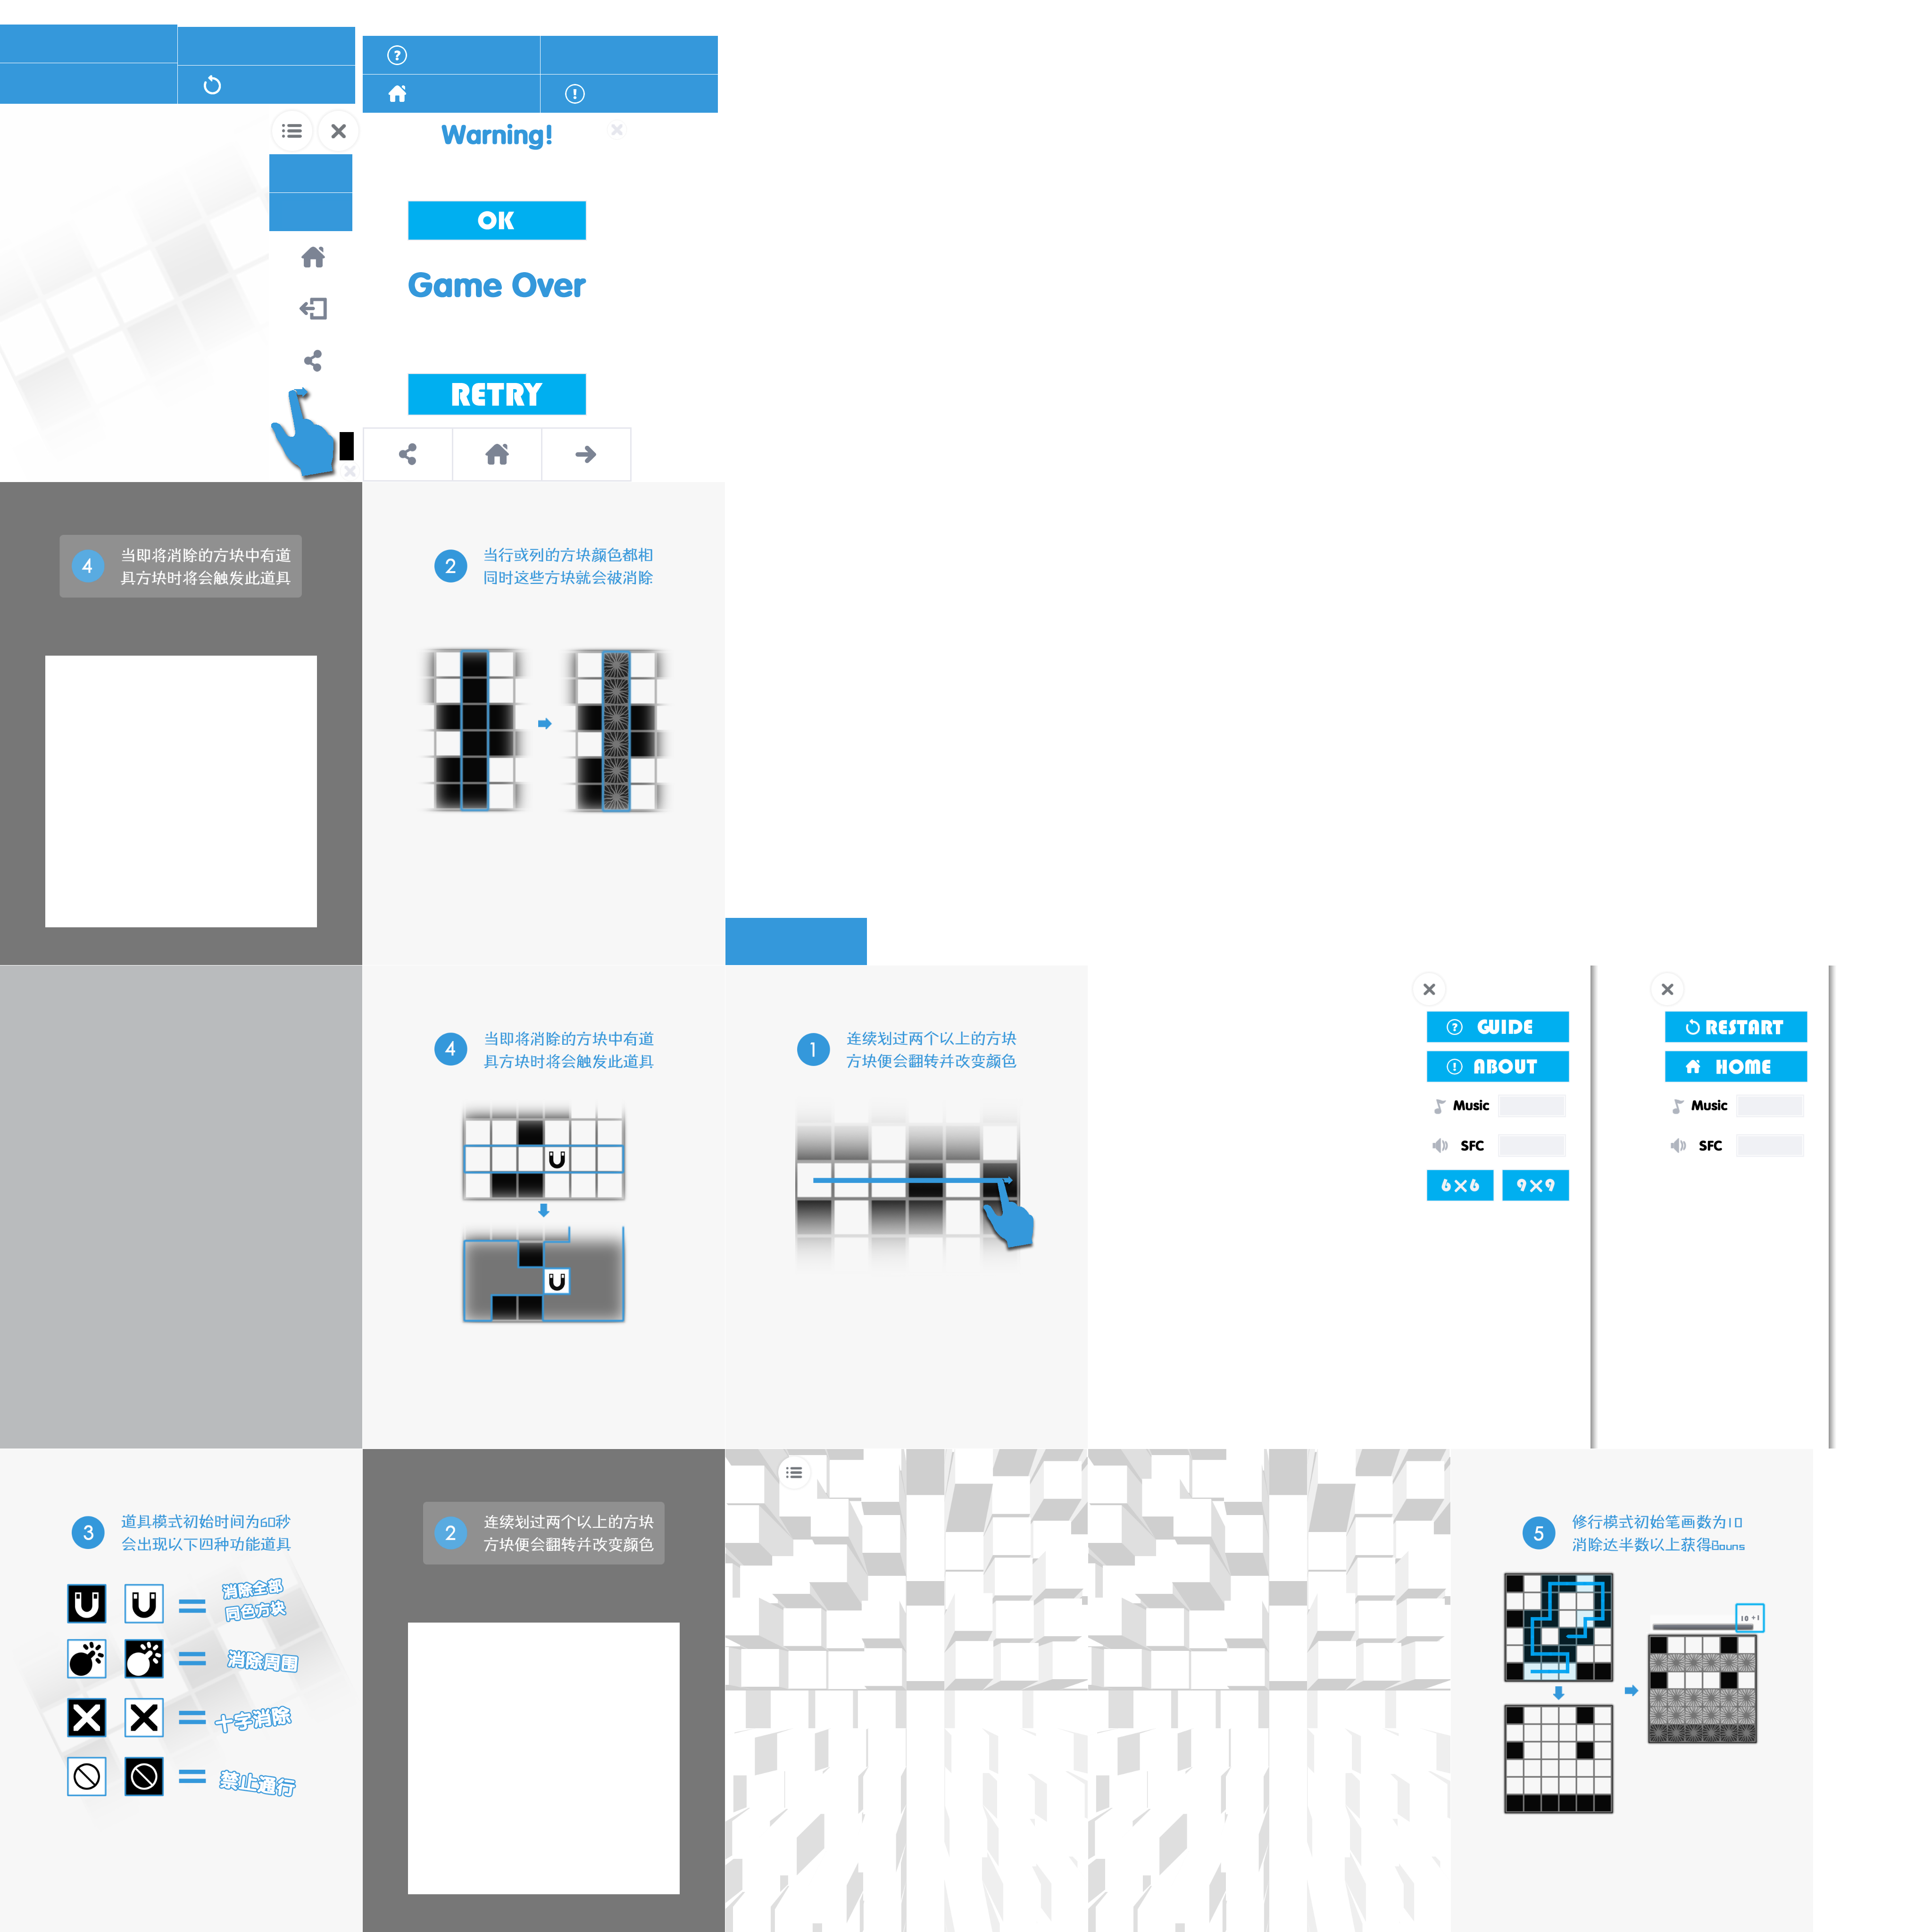 Warning!
OK
Game Over
RETRY
4
当即将消除的方块中有道
具方块时将会触发此道具
2
当行或列的方块颜色都相
同时这些方块就会被消除
4
当即将消除的方块中有道
具方块时将会触发此道具
1
连续划过两个以上的方块
方块便会翻转并改变颜色
GUIDE
ABOUT
Music
SFC
6×6
9×9
RESTART
HOME
Music
SFC
3
道具模式初始时间为60秒
会出现以下四种功能道具
消除全部
同色方块
消除周围
十字消除
禁止通行
2
连续划过两个以上的方块
方块便会翻转并改变颜色
5
修行模式初始笔画数为10
消除达半数以上获得Bouns
10 +1